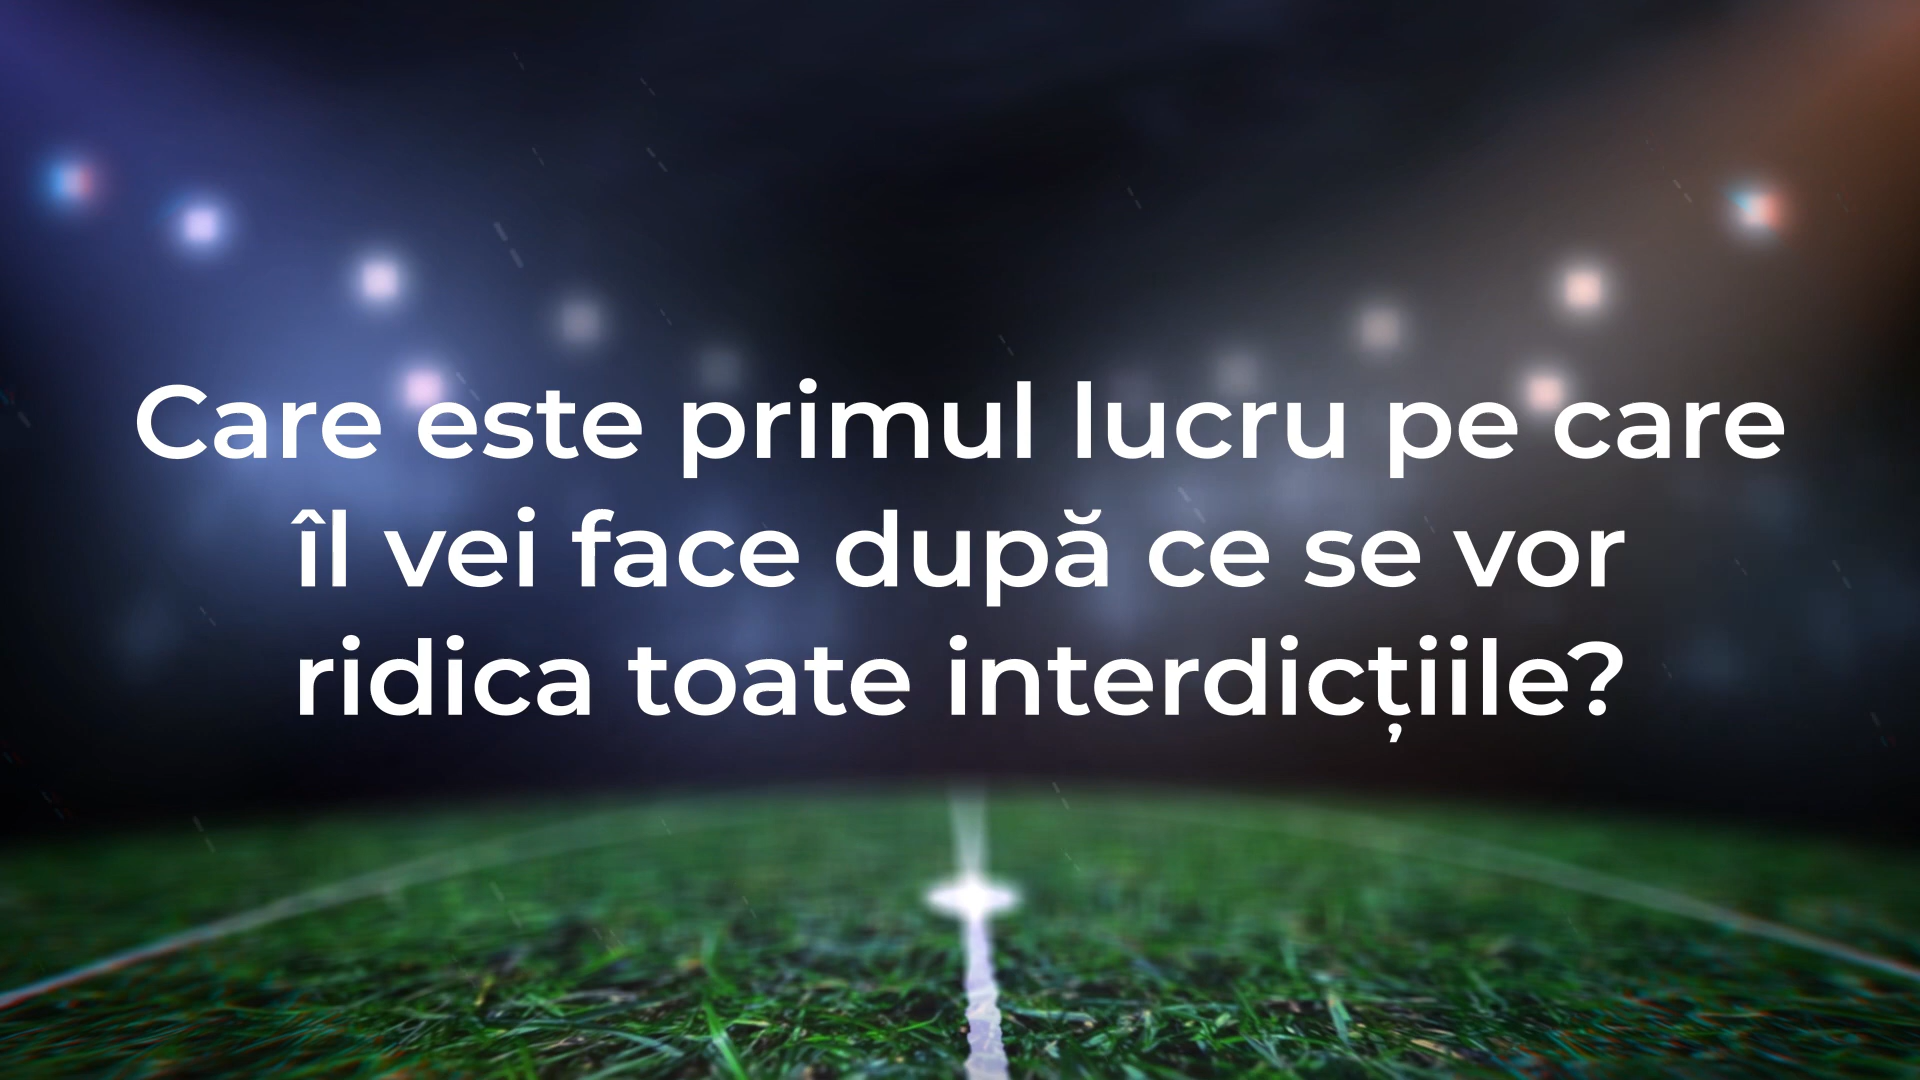 Care este primul lucru pe care
îl vei face după ce se vor
ridica toate interdicțiile?